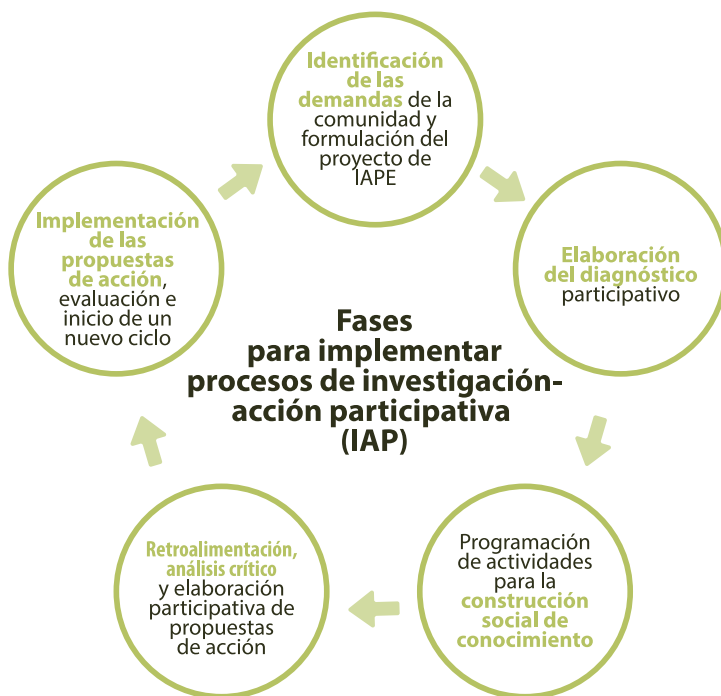 Identificación
de las
demandas de la
comunidad y
formulación del
proyecto de
IAPE
Elaboración
del diagnóstico
participativo
Programación
de actividades
para la
construcción
social de
conocimiento
Retroalimentación,
análisis crítico
y elaboración
participativa de
propuestas
de acción
Implementación
de las
propuestas
de acción,
evaluación e
inicio de un
nuevo ciclo
Fases
para implementar
procesos de investigación-
acción participativa
(IAP)